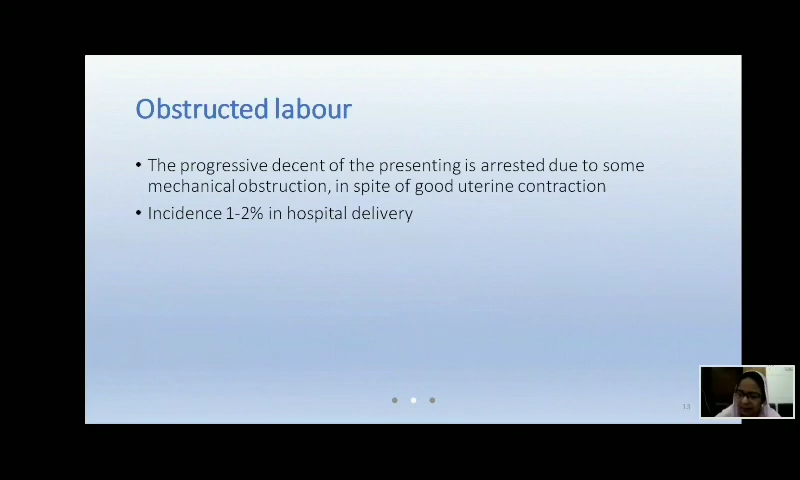 Obstructed labour
• The progressive decent of the presenting is arrested due to some
mechanical obstruction, in spite of good uterine contraction
• Incidence 1-2% in hospital delivery
13